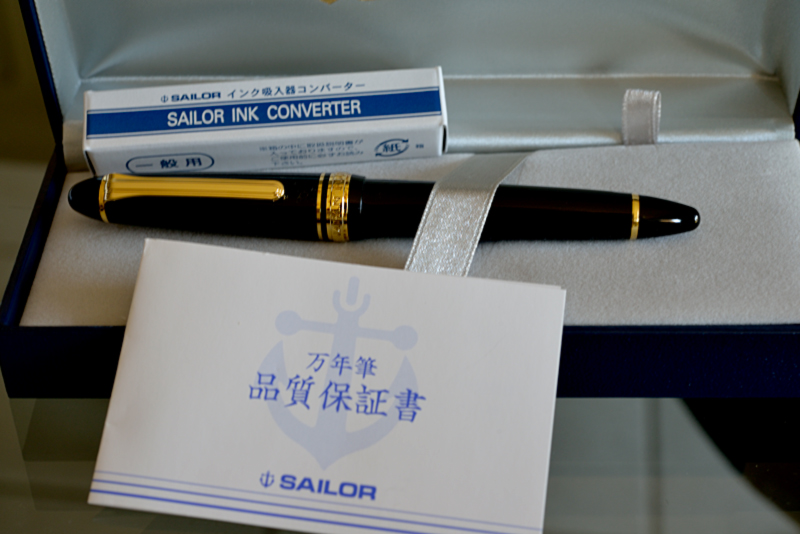 SAILOR インク吸入器コンバーター
SAILOR INK CONVERTER
一般用
紙
箱
万年筆
品質保証書
SAILOR